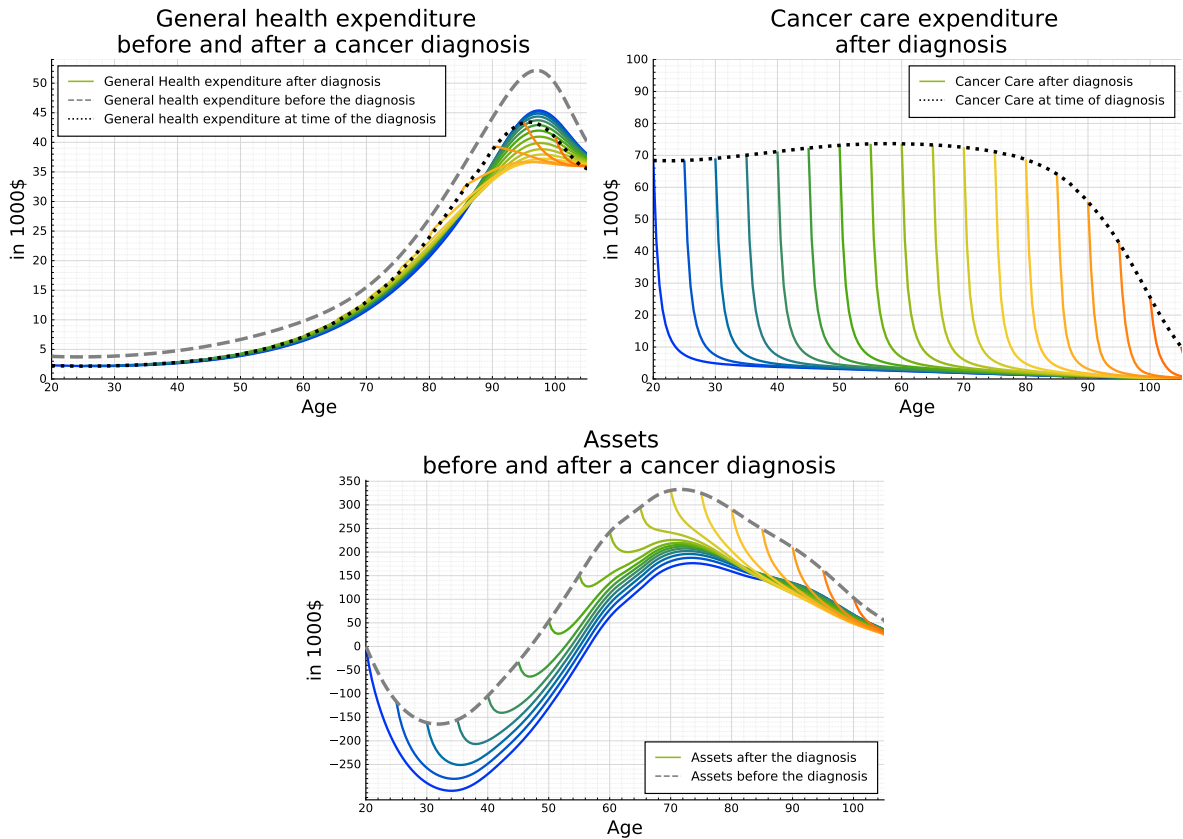 General health expenditure
before and after a cancer diagnosis
General Health expenditure after diagnosis
General health expenditure before the diagnosis
General health expenditure at time of the diagnosis
in 1000$
50
45
40
35
30
25
20
15
10
5
0
20 30 40 50 60 70 80 90 100
Age
Cancer care expenditure
after diagnosis
Cancer Care after diagnosis
Cancer Care at time of diagnosis
in 1000$
100
90
80
70
60
50
40
30
20
10
0
20 30 40 50 60 70 80 90 100
Age
Assets
before and after a cancer diagnosis
in 1000$
350
300
250
200
150
100
50
0
−50
−100
−150
−200
−250
Assets after the diagnosis
Assets before the diagnosis
20 30 40 50 60 70 80 90 100
Age